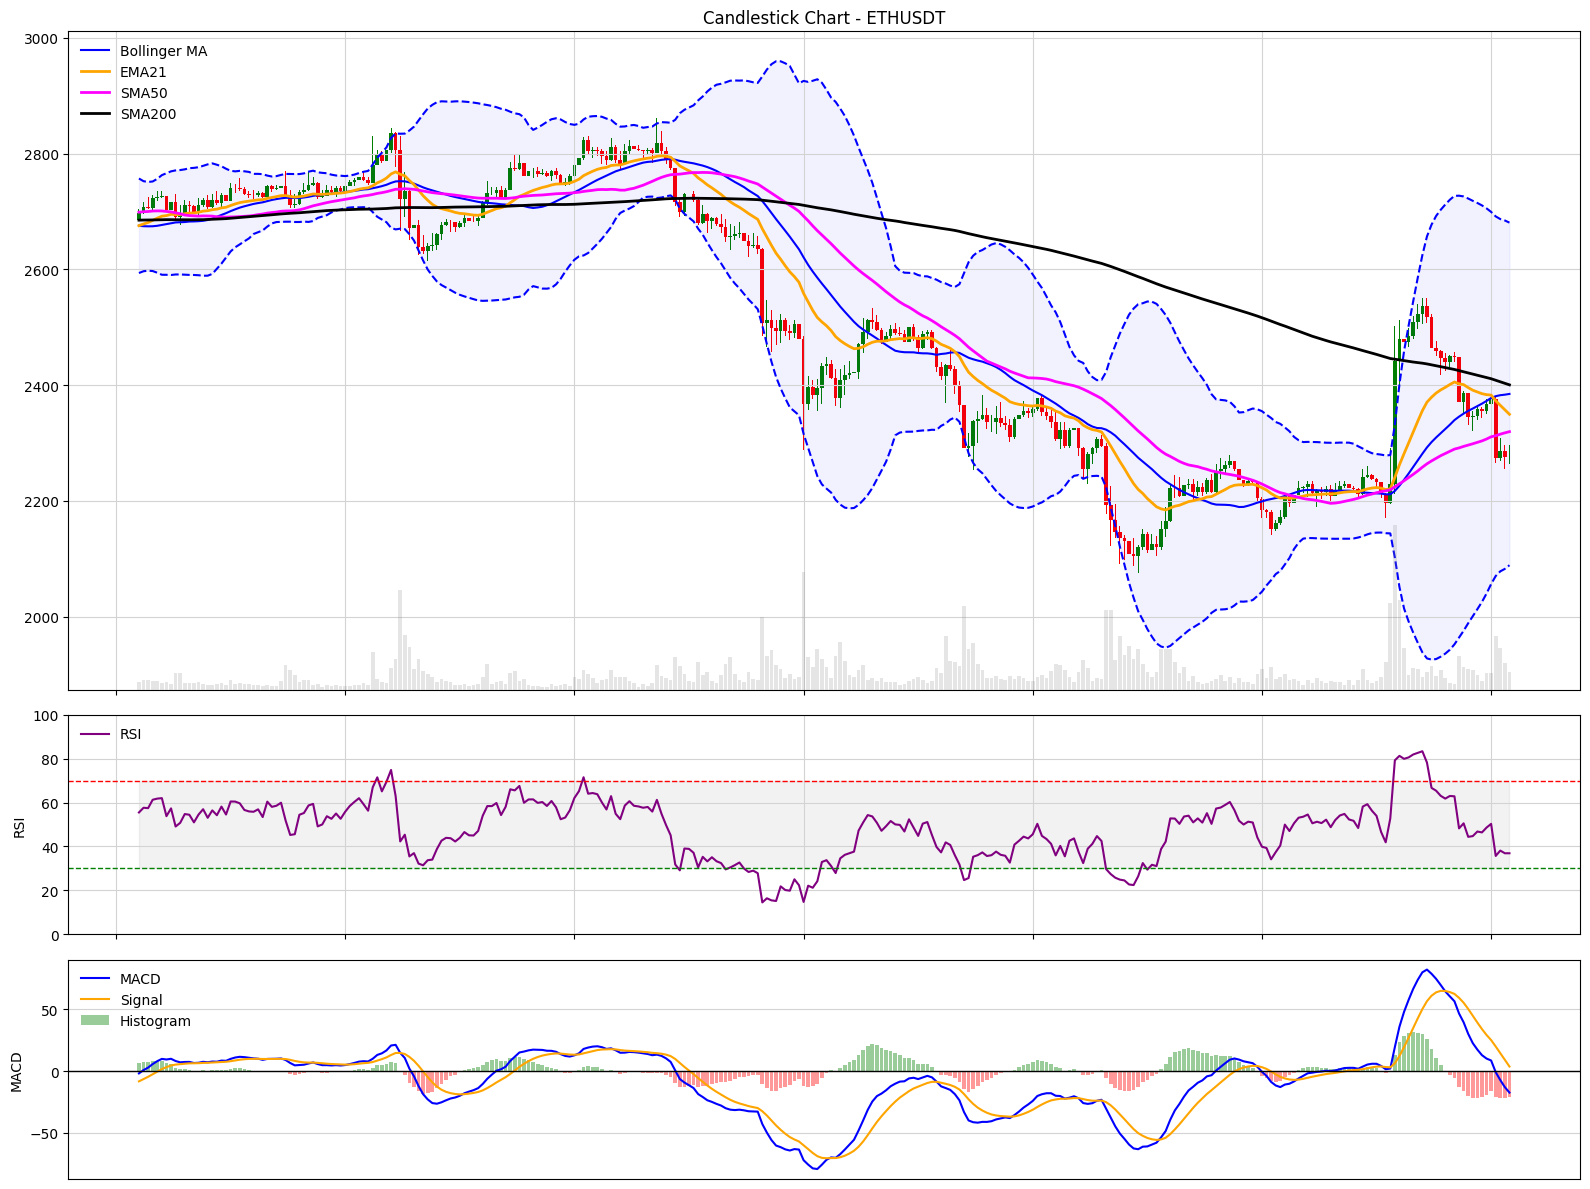 Candlestick Chart - ETHUSDT
Bollinger MA
EMA21
SMA50
SMA200
3000
2800
2600
2400
2200
2000
RSI
RSI
100
80
60
40
20
0
MACD
Signal
Histogram
MACD
50
0
−50